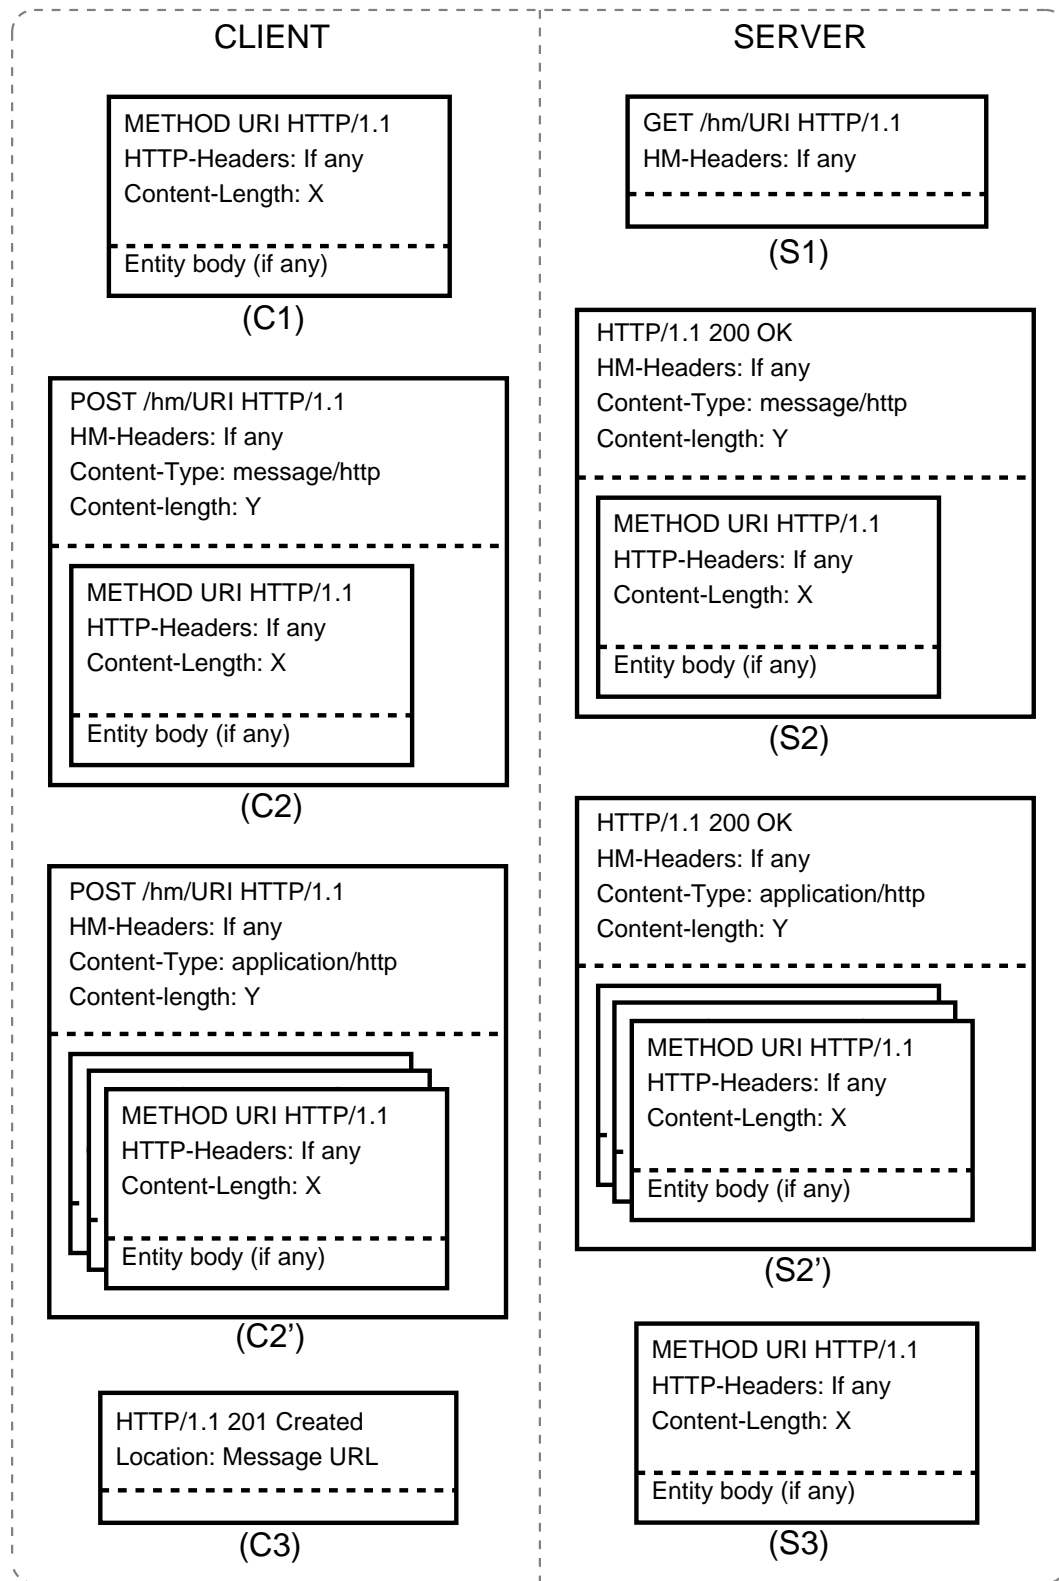 CLIENT
METHOD URI HTTP/1.1
HTTP-Headers: If any
Content-Length: X
Entity body (if any)
(C1)
POST /hm/URI HTTP/1.1
HM-Headers: If any
Content-Type: message/http
Content-length: Y
METHOD URI HTTP/1.1
HTTP-Headers: If any
Content-Length: X
Entity body (if any)
(C2)
POST /hm/URI HTTP/1.1
HM-Headers: If any
Content-Type: application/http
Content-length: Y
METHOD URI HTTP/1.1
HTTP-Headers: If any
Content-Length: X
Entity body (if any)
(C2')
HTTP/1.1 201 Created
Location: Message URL
(C3)
SERVER
GET /hm/URI HTTP/1.1
HM-Headers: If any
(S1)
HTTP/1.1 200 OK
HM-Headers: If any
Content-Type: message/http
Content-length: Y
METHOD URI HTTP/1.1
HTTP-Headers: If any
Content-Length: X
Entity body (if any)
(S2)
HTTP/1.1 200 OK
HM-Headers: If any
Content-Type: application/http
Content-length: Y
METHOD URI HTTP/1.1
HTTP-Headers: If any
Content-Length: X
Entity body (if any)
(S2')
METHOD URI HTTP/1.1
HTTP-Headers: If any
Content-Length: X
Entity body (if any)
(S3)